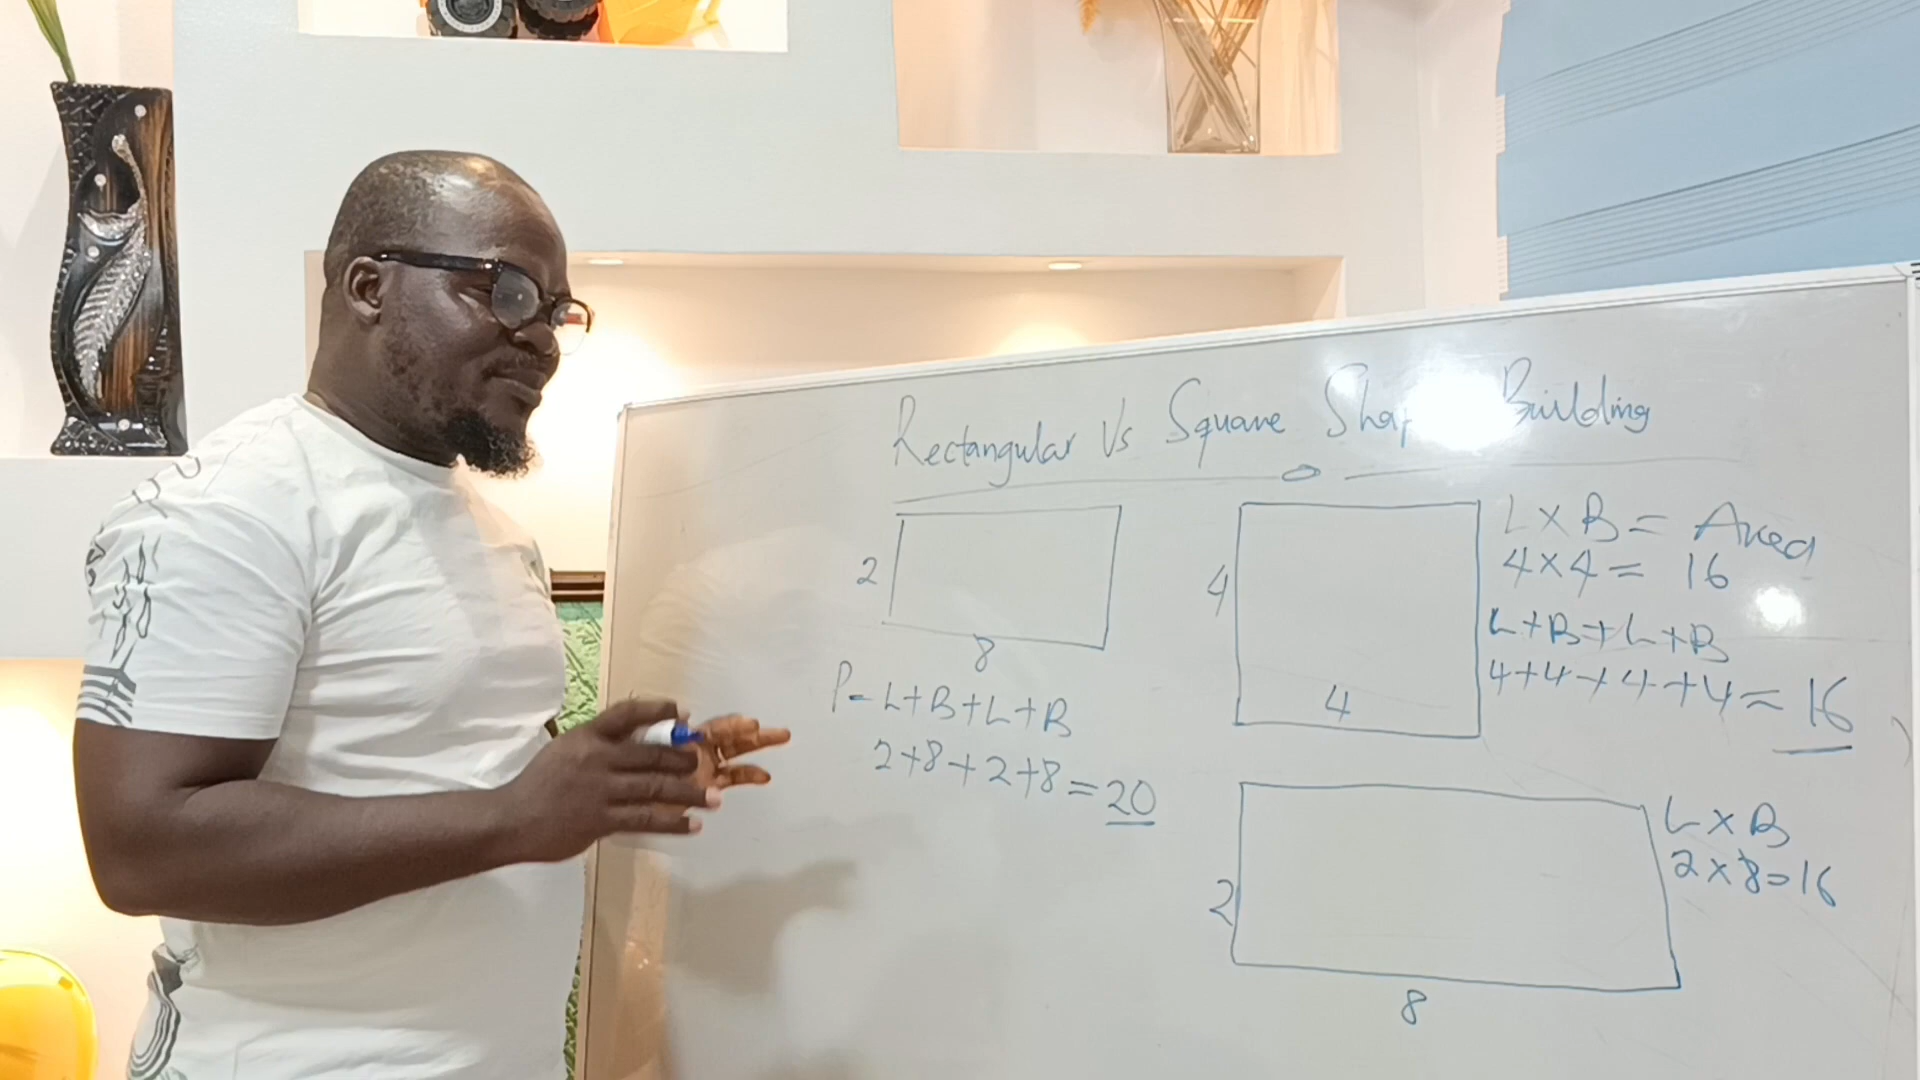 Rectangular Vs Square Shap Building
2
8
P = L+B+L+B
2+8+2+8=20
4
4
L×B = Area
4×4= 16
L+B+L+B
4+4+4+4=16
2
8
L×B
2×8=16